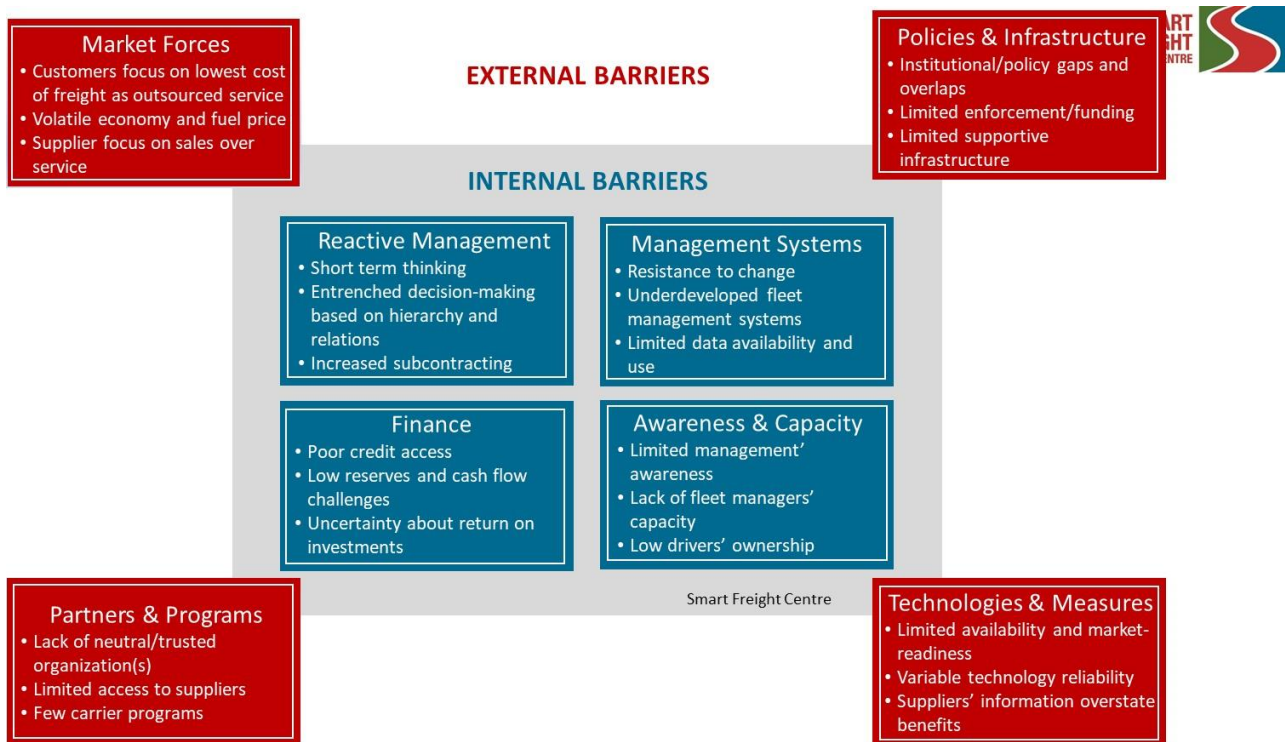 Market Forces
• Customers focus on lowest cost
of freight as outsourced service
• Volatile economy and fuel price
• Supplier focus on sales over
service
EXTERNAL BARRIERS
Policies & Infrastructure
• Institutional/policy gaps and
overlaps
• Limited enforcement/funding
• Limited supportive
infrastructure
ART
GHT
ENTRE
INTERNAL BARRIERS
Reactive Management
• Short term thinking
• Entrenched decision-making
based on hierarchy and
relations
• Increased subcontracting
Management Systems
• Resistance to change
• Underdeveloped fleet
management systems
• Limited data availability and
use
Finance
• Poor credit access
• Low reserves and cash flow
challenges
• Uncertainty about return on
investments
Awareness & Capacity
• Limited management’
awareness
• Lack of fleet managers’
capacity
• Low drivers’ ownership
Smart Freight Centre
Partners & Programs
• Lack of neutral/trusted
organization(s)
• Limited access to suppliers
• Few carrier programs
Technologies & Measures
• Limited availability and market-
readiness
• Variable technology reliability
• Suppliers’ information overstate
benefits